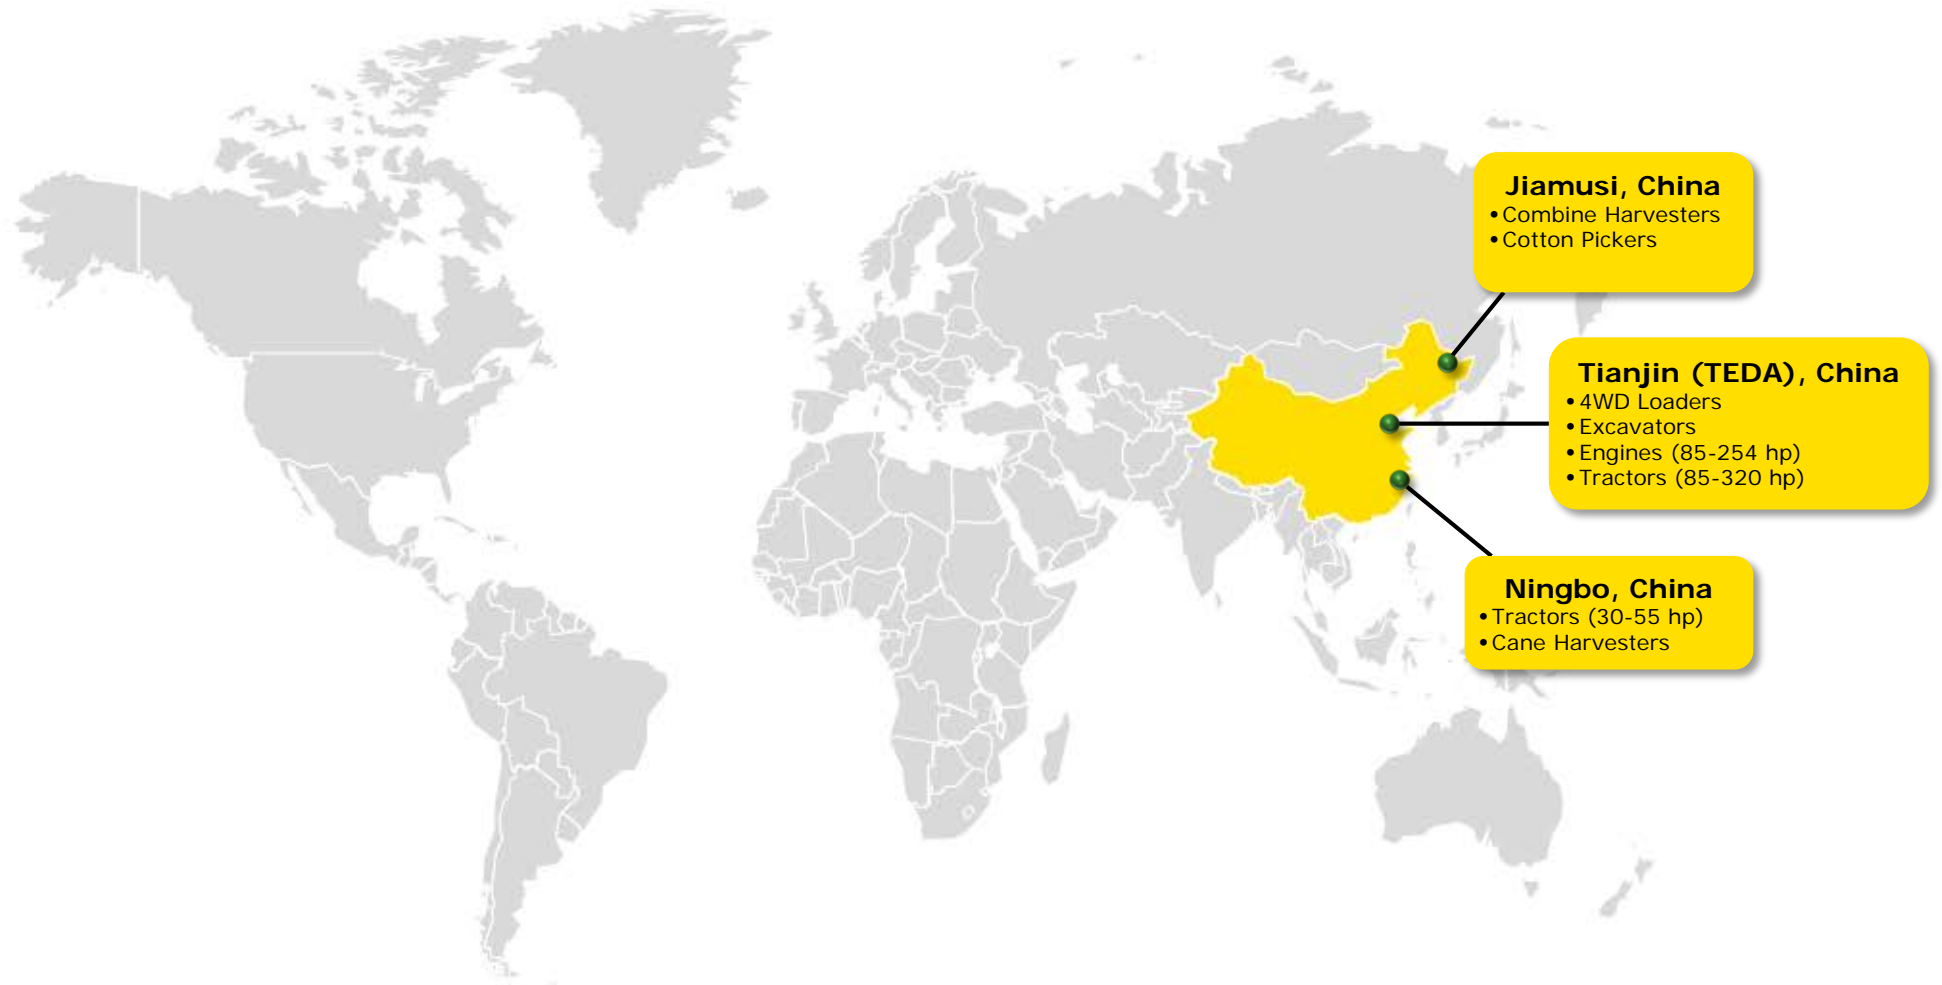 Jiamusi, China
•Combine Harvesters
•Cotton Pickers
Tianjin (TEDA), China
•4WD Loaders
•Excavators
•Engines (85-254 hp)
•Tractors (85-320 hp)
Ningbo, China
•Tractors (30-55 hp)
•Cane Harvesters